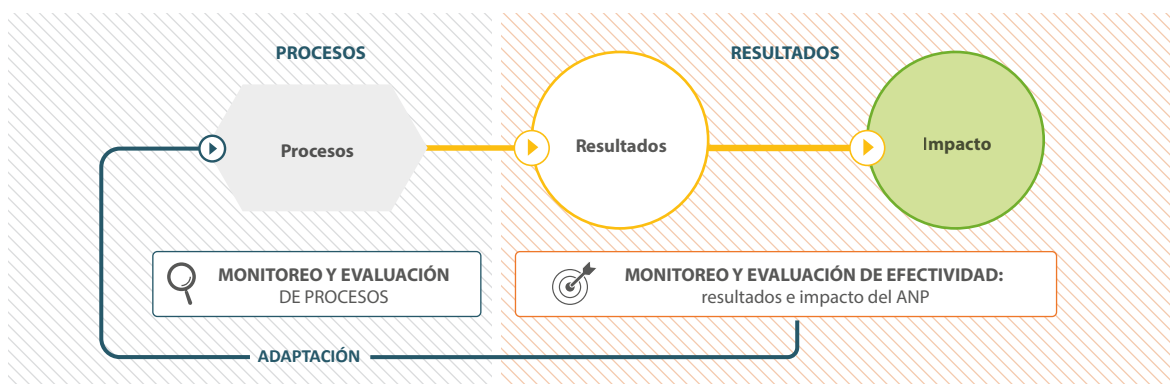 PROCESOS
RESULTADOS
Procesos
Resultados
Impacto
MONITOREO Y EVALUACIÓN
DE PROCESOS
MONITOREO Y EVALUACIÓN DE EFECTIVIDAD:
resultados e impacto del ANP
ADAPTACIÓN